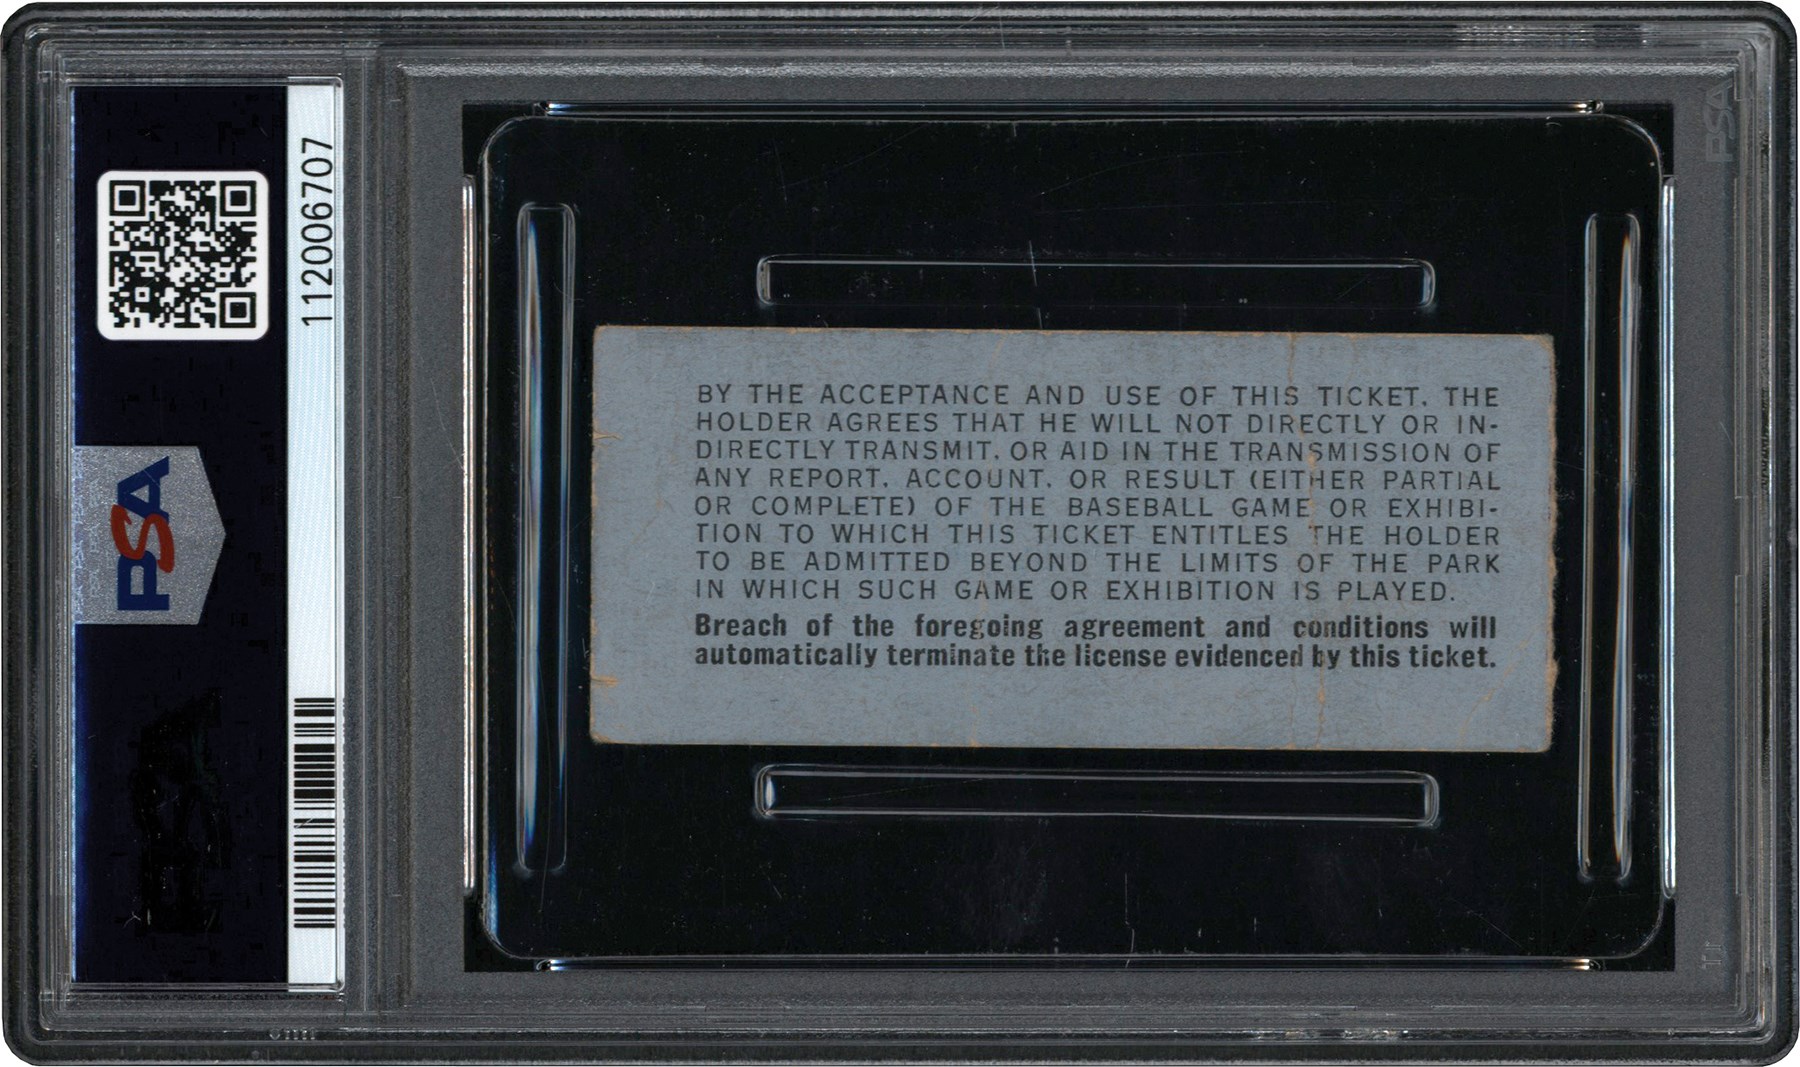 112006707
PSA
BY THE ACCEPTANCE AND USE OF THIS TICKET. THE
HOLDER AGREES THAT HE WILL NOT DIRECTLY OR IN-
DIRECTLY TRANSMIT. OR AID IN THE TRANSMISSION OF
ANY REPORT. ACCOUNT. OR RESULT (EITHER PARTIAL
OR COMPLETE) OF THE BASEBALL GAME OR EXHIBI-
TION TO WHICH THIS TICKET ENTITLES THE HOLDER
TO BE ADMITTED BEYOND THE LIMITS OF THE PARK
IN WHICH SUCH GAME OR EXHIBITION IS PLAYED.
Breach of the foregoing agreement and conditions will
automatically terminate the license evidenced by this ticket.
PSA